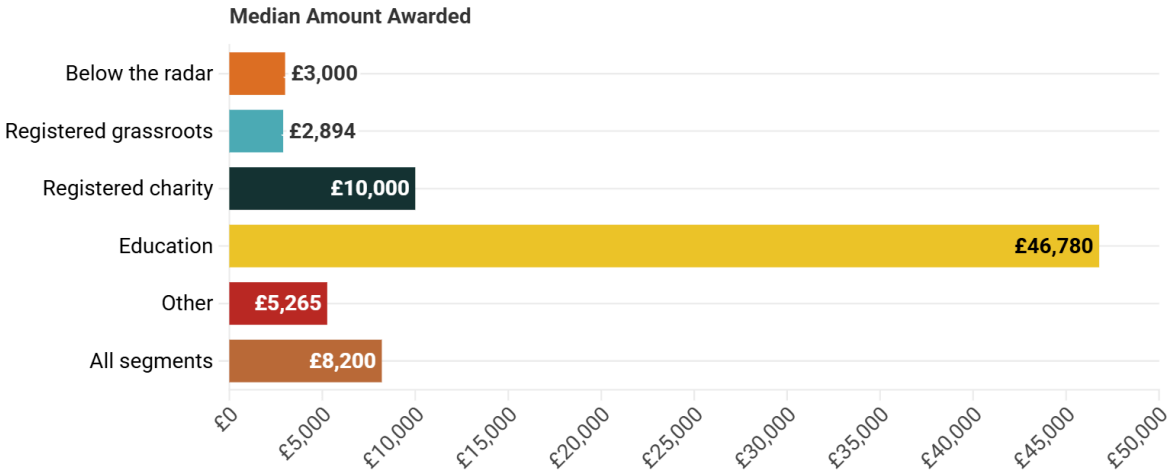 Median Amount Awarded
Below the radar £3,000
Registered grassroots £2,894
Registered charity £10,000
Education £46,780
Other £5,265
All segments £8,200
£0 £5,000 £10,000 £15,000 £20,000 £25,000 £30,000 £35,000 £40,000 £45,000 £50,000